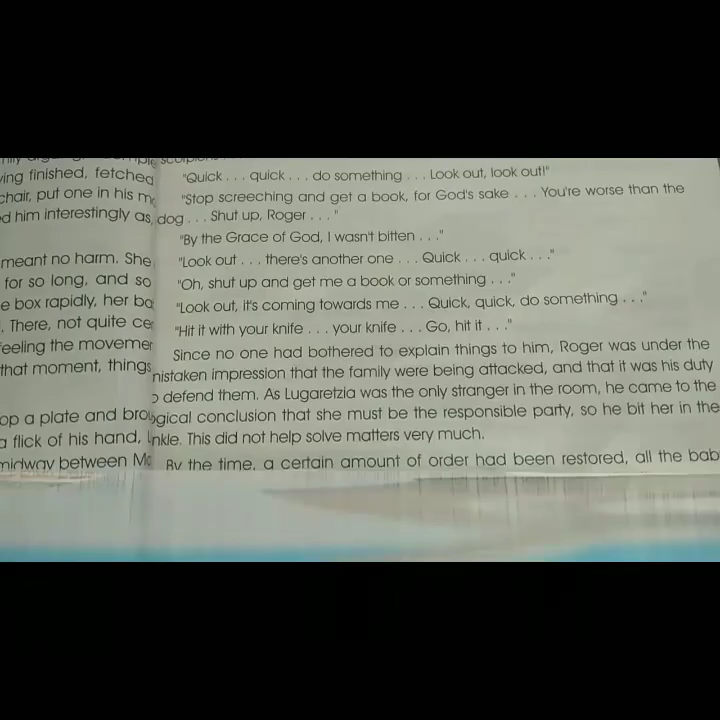 ving finished, fetched
chair, put one in his
d him interestingly as
meant no harm. She
for so long, and so
e box rapidly, her
. There, not quite
eeling the
that moment, things
op a plate and
a flick of his hand,
midway between
"Quick . . . quick . . . do something . . . Look out, look out!"
"Stop screeching and get a book, for God's sake . . . You're worse than the
dog . . . Shut up, Roger . . . "
"By the Grace of God, I wasn't bitten . . ."
"Look out . . . there's another one . . . Quick . . . quick . . ."
"Oh, shut up and get me a book or something . . ."
"Look out, it's coming towards me . . . Quick, quick, do something . . ."
"Hit it with your knife . . . your knife . . . Go, hit it . . ."
Since no one had bothered to explain things to him, Roger was under the
nistaken impression that the family were being attacked, and that it was his duty
o defend them. As Lugaretzia was the only stranger in the room, he came to the
ogical conclusion that she must be the responsible party, so he bit her in the
nkle. This did not help solve matters very much.
By the time, a certain amount of order had been restored, all the bab